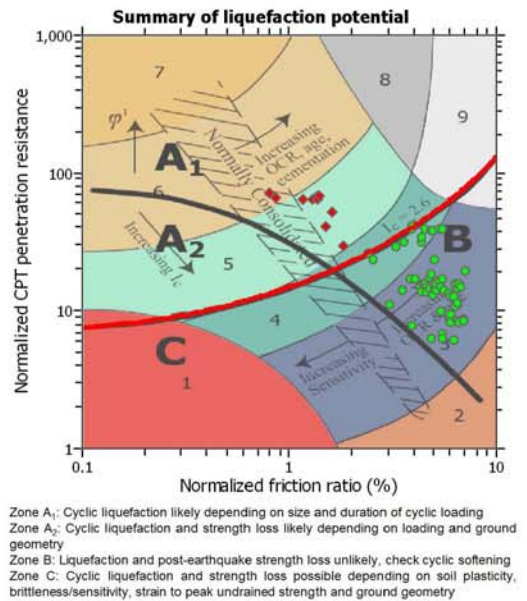 Summary of liquefaction potential
1,000
100
10
1
Normalized CPT penetration resistance
7
8
9
φ'
A1
Normally Consolidated
Increasing
OCR, age,
cementation
6
A2
Increasing Ic
5
Ic = 2.6
B
4
C
1
Increasing
Sensitivity
2
0.1
1
10
Normalized friction ratio (%)
Zone A1: Cyclic liquefaction likely depending on size and duration of cyclic loading
Zone A2: Cyclic liquefaction and strength loss likely depending on loading and ground
geometry
Zone B: Liquefaction and post-earthquake strength loss unlikely, check cyclic softening
Zone C: Cyclic liquefaction and strength loss possible depending on soil plasticity,
brittleness/sensitivity, strain to peak undrained strength and ground geometry